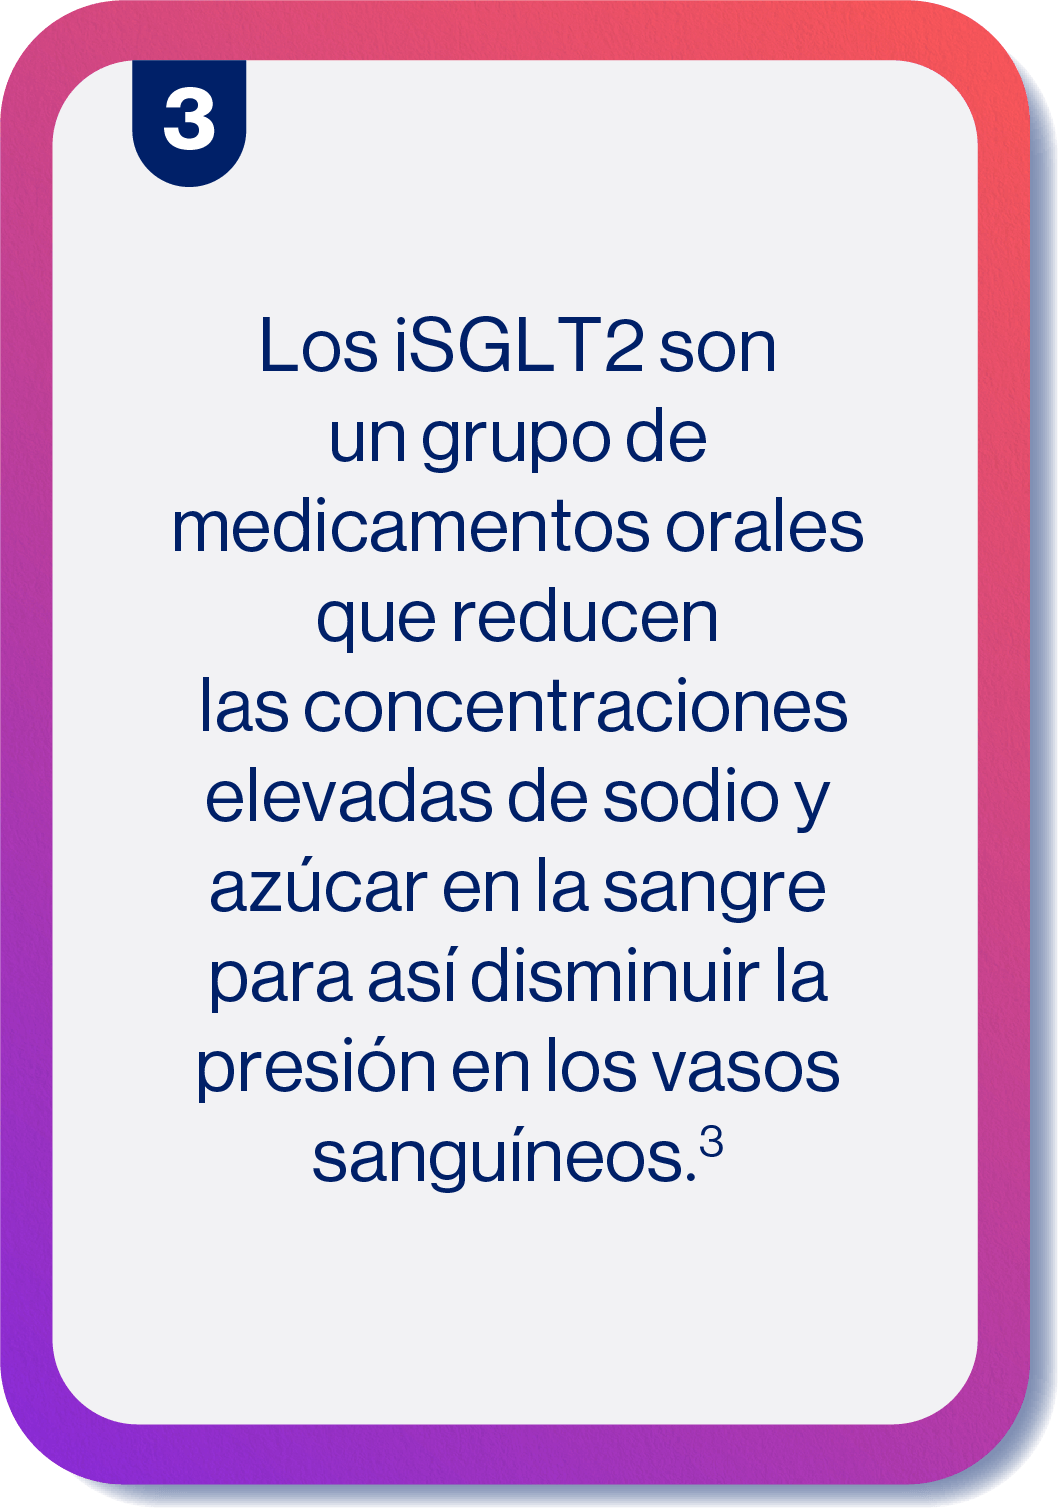 3
Los iSGLT2 son
un grupo de
medicamentos orales
que reducen
las concentraciones
elevadas de sodio y
azúcar en la sangre
para así disminuir la
presión en los vasos
sanguíneos.³